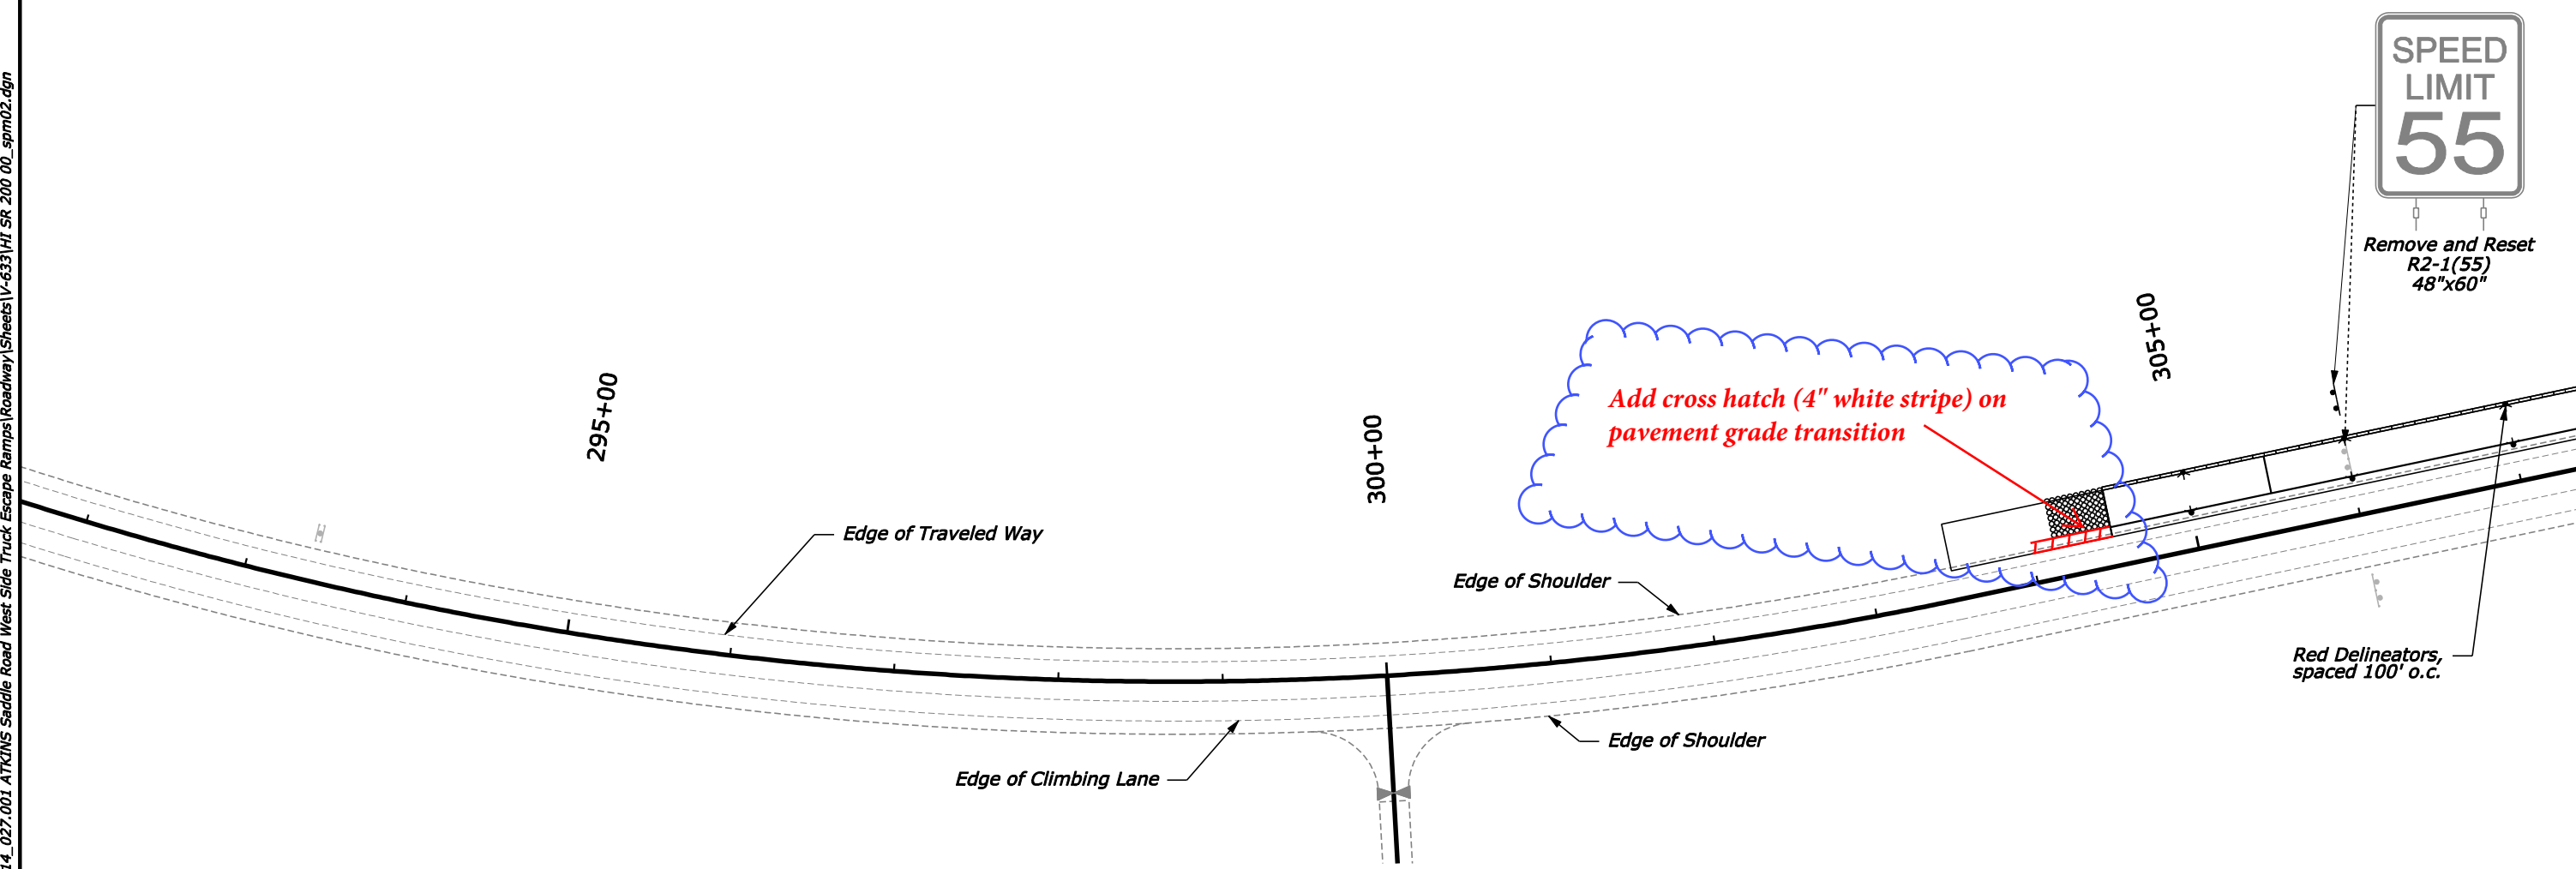 14_027.001 ATKINS Saddle Road West Side Truck Escape Ramps\Roadway\Sheets\V-633\HI SR 200 00_spm02.dgn
SPEED
LIMIT
55
Remove and Reset
R2-1(55)
48"x60"
295+00
300+00
305+00
Add cross hatch (4" white stripe) on
pavement grade transition
Edge of Traveled Way
Edge of Shoulder
Red Delineators,
spaced 100' o.c.
Edge of Shoulder
Edge of Climbing Lane